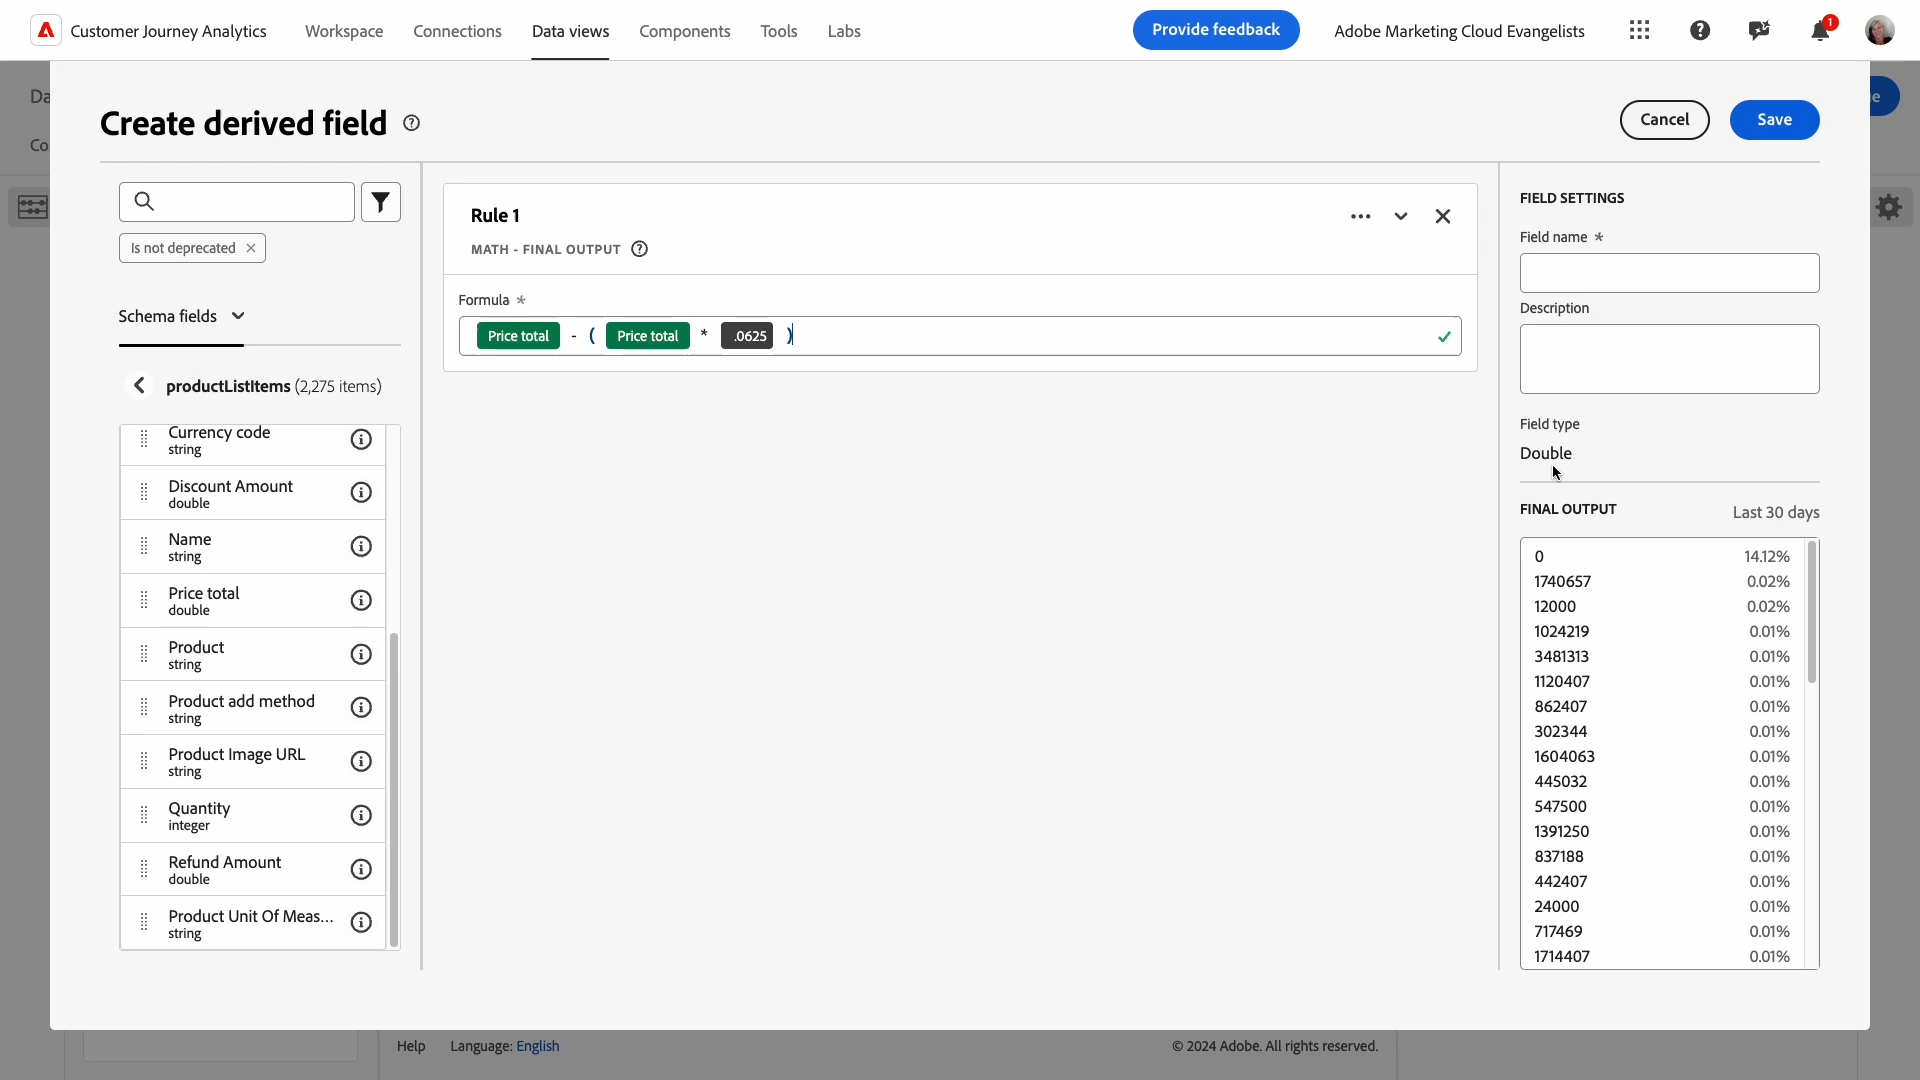 Customer Journey Analytics
Workspace
Connections
Data views
Components
Tools
Labs
Provide feedback
Adobe Marketing Cloud Evangelists
1
Da
Co
e
Create derived field
Cancel
Save
Is not deprecated
Schema fields
productListItems (2,275 items)
Currency code
string
Discount Amount
double
Name
string
Price total
double
Product
string
Product add method
string
Product Image URL
string
Quantity
integer
Refund Amount
double
Product Unit Of Meas...
string
Rule 1
MATH - FINAL OUTPUT
Formula *
Price total - ( Price total * .0625 )
FIELD SETTINGS
Field name *
Description
Field type
Double
FINAL OUTPUT Last 30 days
0 14.12%
1740657 0.02%
12000 0.02%
1024219 0.01%
3481313 0.01%
1120407 0.01%
862407 0.01%
302344 0.01%
1604063 0.01%
445032 0.01%
547500 0.01%
1391250 0.01%
837188 0.01%
442407 0.01%
24000 0.01%
717469 0.01%
1714407 0.01%
Help
Language: English
© 2024 Adobe. All rights reserved.